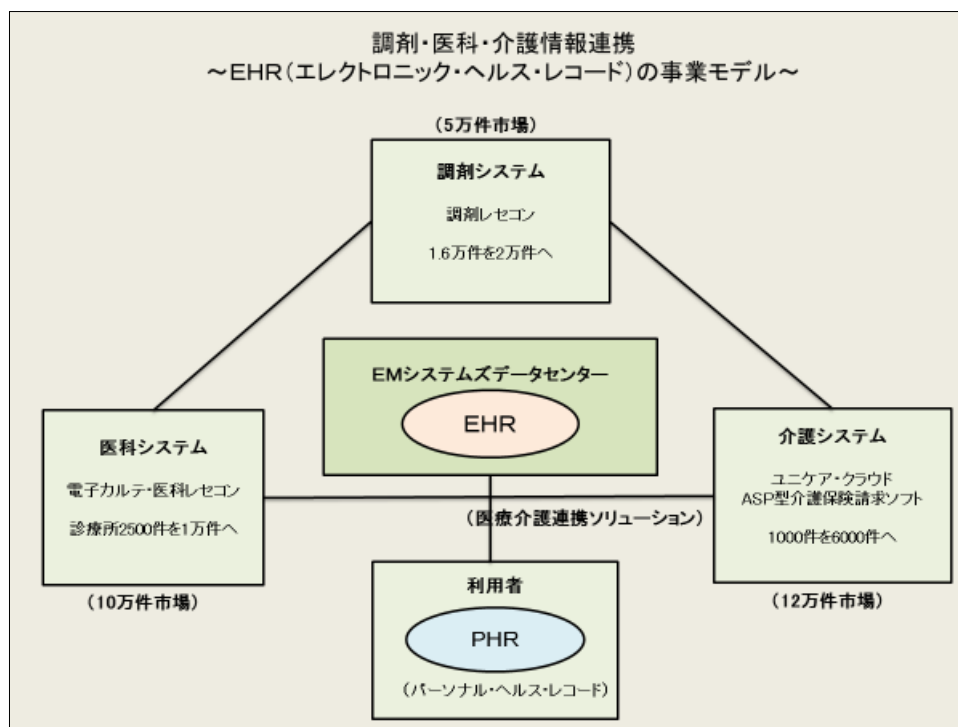 調剤・医科・介護情報連携
～EHR(エレクトロニック・ヘルス・レコード)の事業モデル～
(5万件市場)
調剤システム
調剤レセコン
1.6万件を2万件へ
EMシステムズデータセンター
EHR
医科システム
電子カルテ・医科レセコン
診療所2500件を1万件へ
(10万件市場)
介護システム
ユニケア・クラウド
ASP型介護保険請求ソフト
1000件を6000件へ
(12万件市場)
(医療介護連携ソリューション)
利用者
PHR
(パーソナル・ヘルス・レコード)